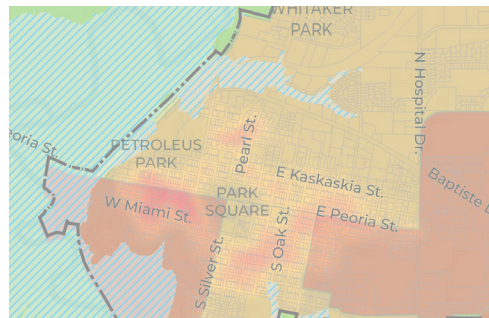 WHITAKER
PARK
N Hospital Dr.
eoria St.
PETROLEUS
PARK
Pearl St.
E Kaskaskia St.
Baptiste
PARK
SQUARE
W Miami St.
E Peoria St.
S Oak St.
S Silver St.